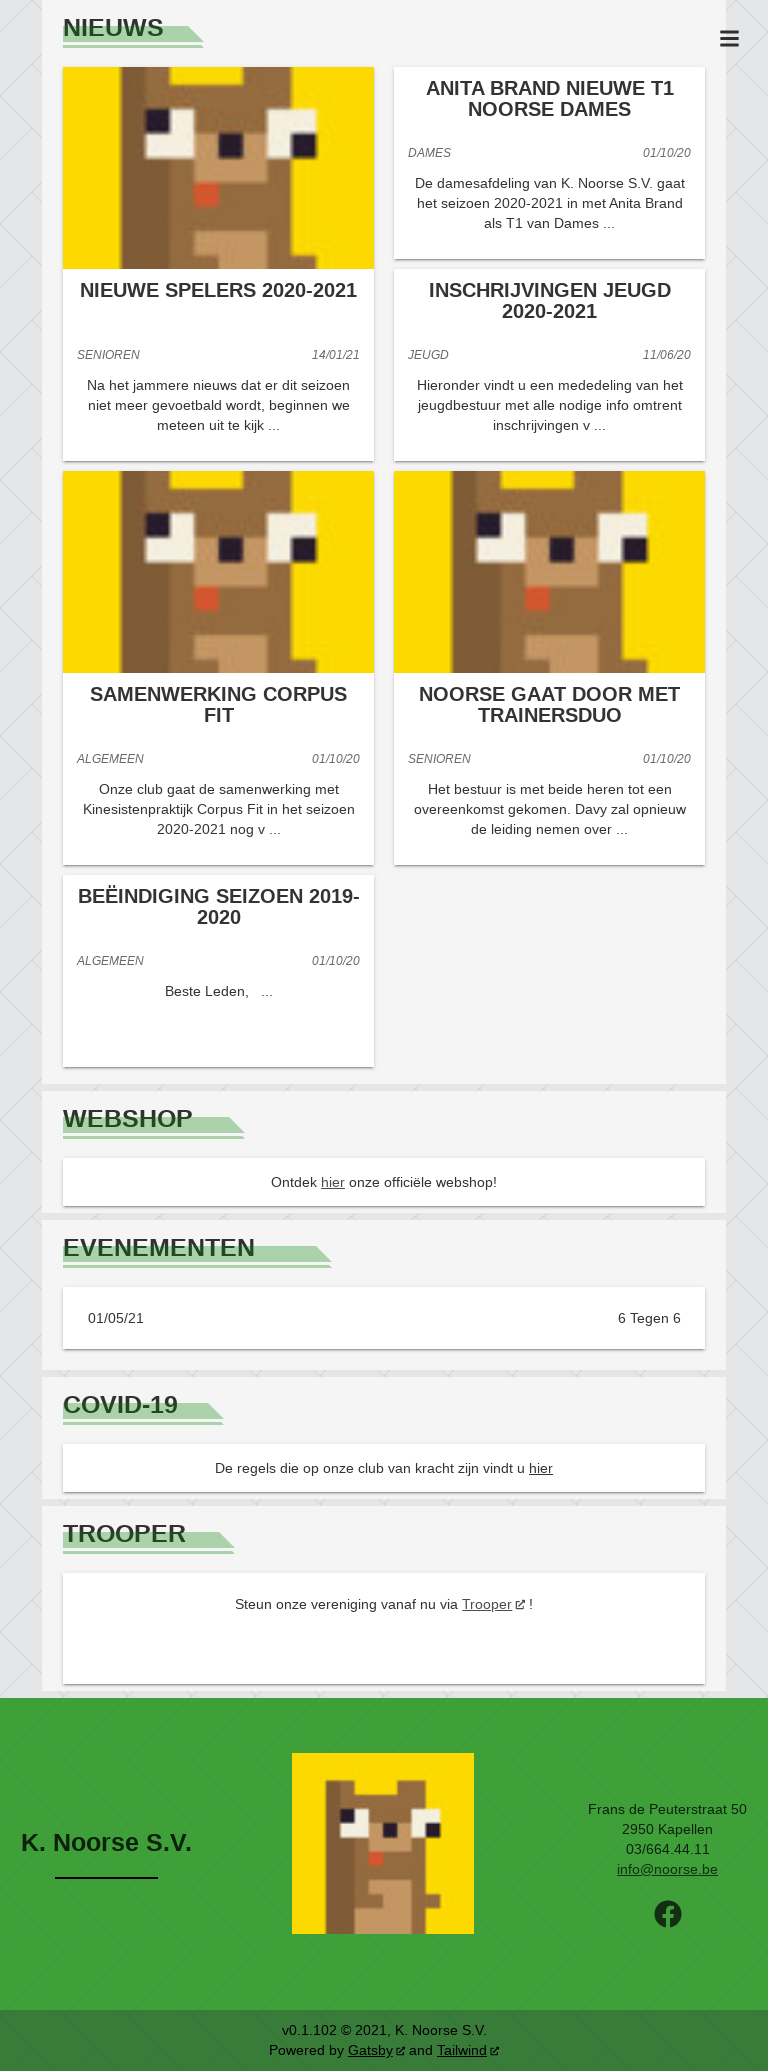 NIEUWS
NIEUWE SPELERS 2020-2021
SENIOREN 14/01/21
Na het jammere nieuws dat er dit seizoen
niet meer gevoetbald wordt, beginnen we
meteen uit te kijk ...
ANITA BRAND NIEUWE T1
NOORSE DAMES
DAMES 01/10/20
De damesafdeling van K. Noorse S.V. gaat
het seizoen 2020-2021 in met Anita Brand
als T1 van Dames ...
INSCHRIJVINGEN JEUGD
2020-2021
JEUGD 11/06/20
Hieronder vindt u een mededeling van het
jeugdbestuur met alle nodige info omtrent
inschrijvingen v ...
SAMENWERKING CORPUS
FIT
ALGEMEEN 01/10/20
Onze club gaat de samenwerking met
Kinesistenpraktijk Corpus Fit in het seizoen
2020-2021 nog v ...
NOORSE GAAT DOOR MET
TRAINERSDUO
SENIOREN 01/10/20
Het bestuur is met beide heren tot een
overeenkomst gekomen. Davy zal opnieuw
de leiding nemen over ...
BEËINDIGING SEIZOEN 2019-
2020
ALGEMEEN 01/10/20
Beste Leden, ...
WEBSHOP
Ontdek hier onze officiële webshop!
EVENEMENTEN
01/05/21 6 Tegen 6
COVID-19
De regels die op onze club van kracht zijn vindt u hier
TROOPER
Steun onze vereniging vanaf nu via Trooper !
K. Noorse S.V.
Frans de Peuterstraat 50
2950 Kapellen
03/664.44.11
info@noorse.be
v0.1.102 © 2021, K. Noorse S.V.
Powered by Gatsby and Tailwind